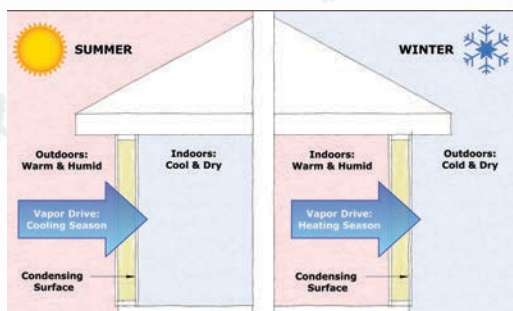 SUMMER
Outdoors:
Warm & Humid
Indoors:
Cool & Dry
Vapor Drive:
Cooling Season
Condensing
Surface
WINTER
Indoors:
Warm & Humid
Outdoors:
Cold & Dry
Vapor Drive:
Heating Season
Condensing
Surface